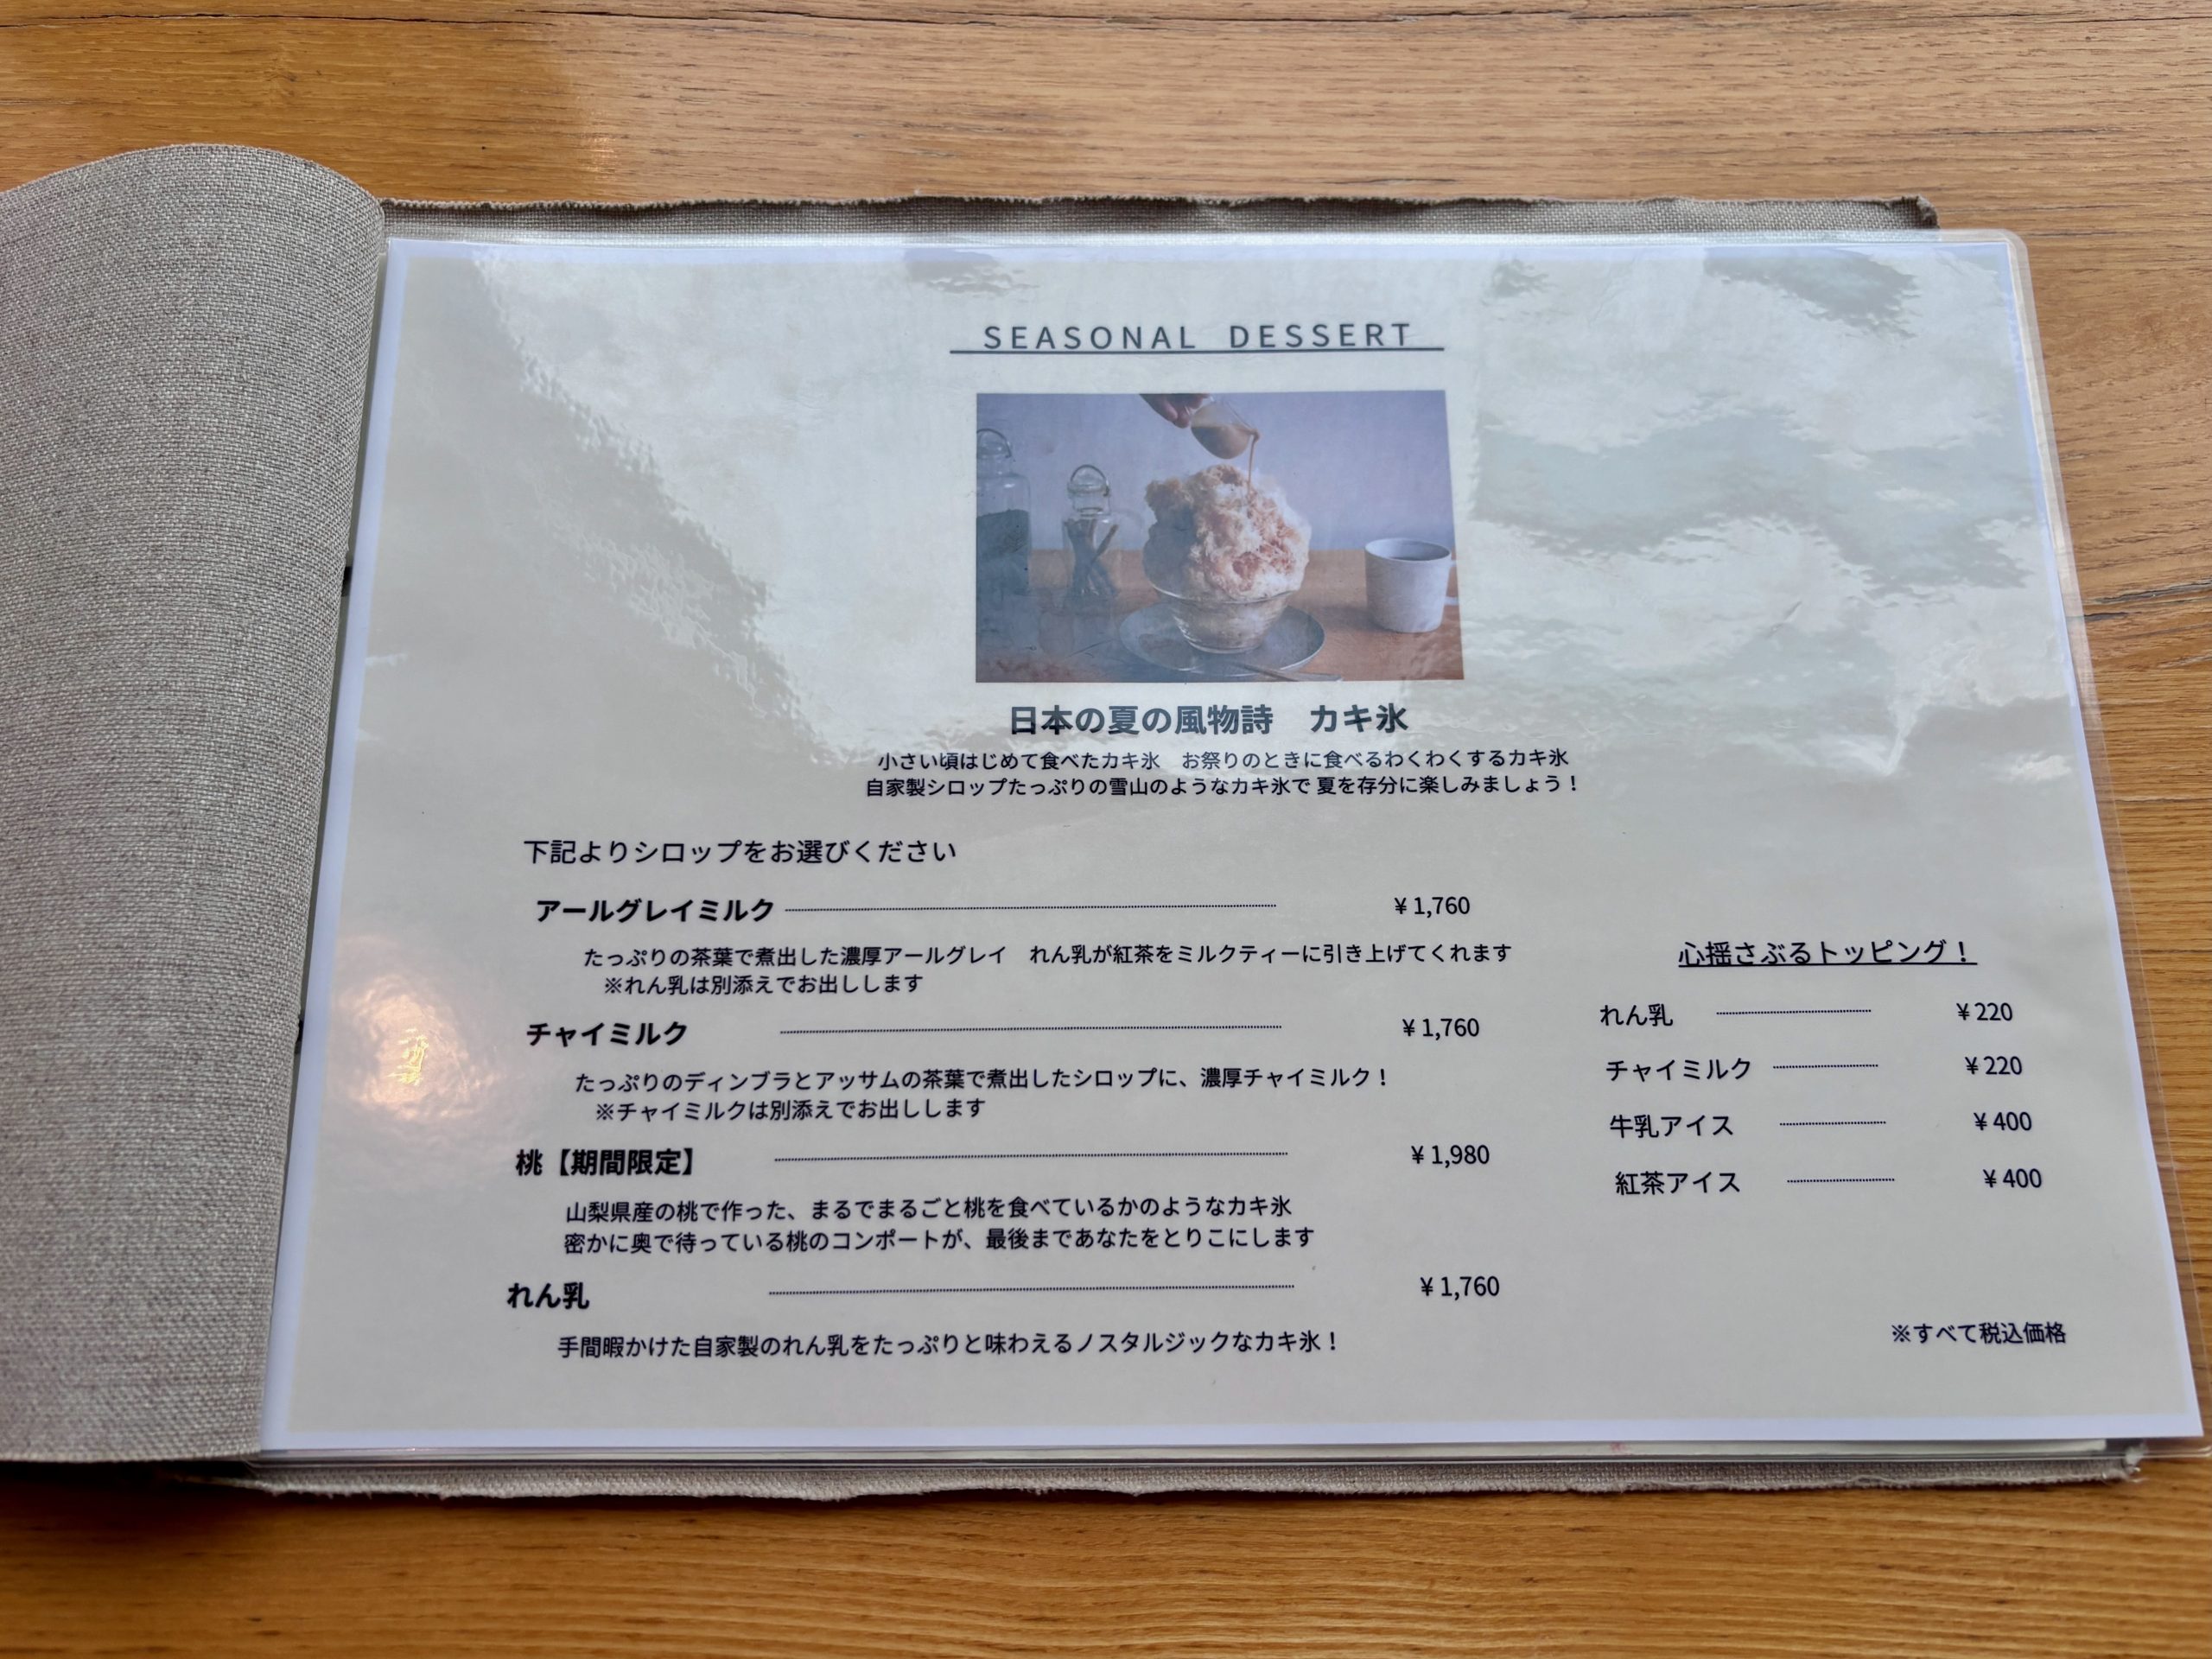 SEASONAL DESSERT
日本の夏の風物詩　カキ氷
小さい頃はじめて食べたカキ氷　お祭りのときに食べるわくわくするカキ氷
自家製シロップたっぷりの雪山のようなカキ氷で 夏を存分に楽しみましょう！
下記よりシロップをお選びください
アールグレイミルク ¥1,760
たっぷりの茶葉で煮出した濃厚アールグレイ　れん乳が紅茶をミルクティーに引き上げてくれます
※れん乳は別添えでお出しします
チャイミルク ¥1,760
たっぷりのディンブラとアッサムの茶葉で煮出したシロップに、濃厚チャイミルク！
※チャイミルクは別添えでお出しします
桃【期間限定】 ¥1,980
山梨県産の桃で作った、まるでまるごと桃を食べているかのようなカキ氷
密かに奥で待っている桃のコンポートが、最後まであなたをとりこにします
れん乳 ¥1,760
手間暇かけた自家製のれん乳をたっぷりと味わえるノスタルジックなカキ氷！
心揺さぶるトッピング！
れん乳 ¥220
チャイミルク ¥220
牛乳アイス ¥400
紅茶アイス ¥400
※すべて税込価格